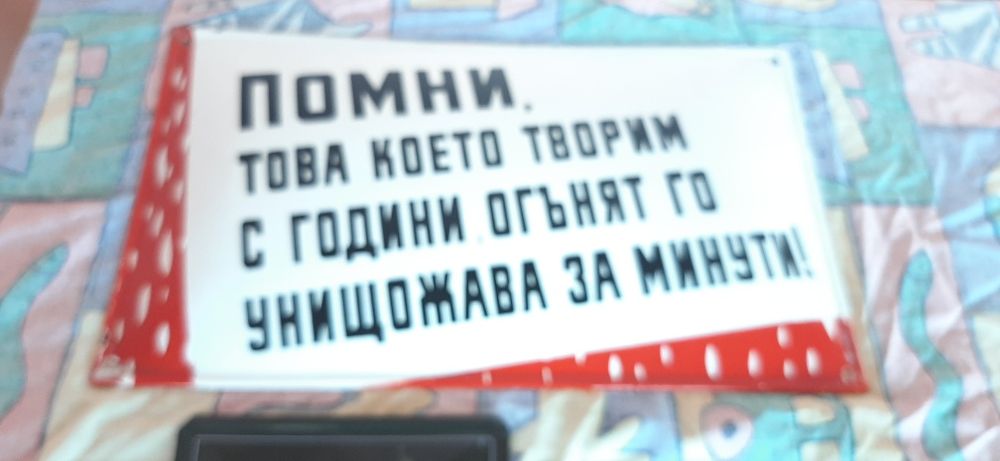 ПОМНИ,
ТОВА КОЕТО ТВОРИМ
С ГОДИНИ, ОГЪНЯТ ГО
УНИЩОЖАВА ЗА МИНУТИ!